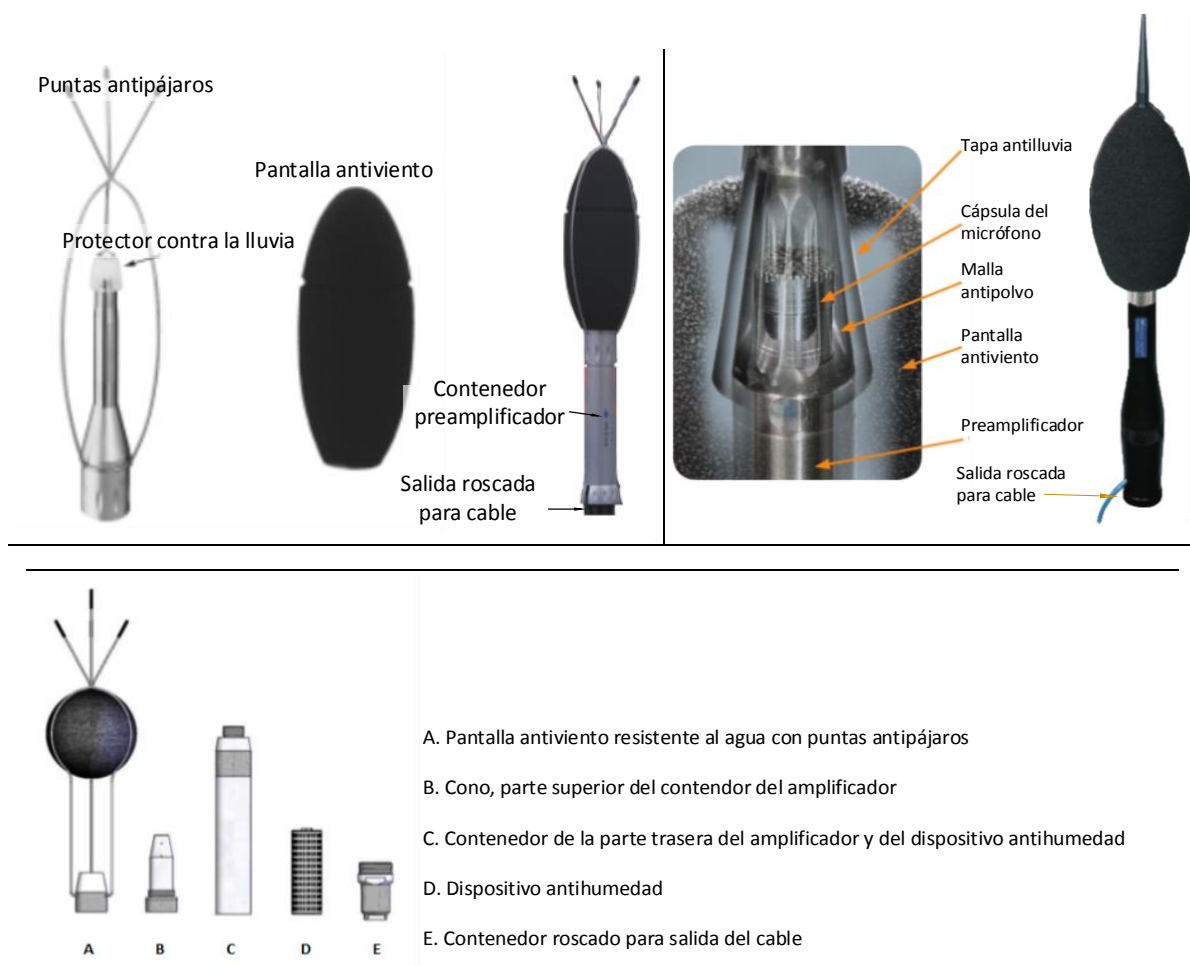 Puntas antipájaros
Pantalla antiviento
Protector contra la lluvia
Contenedor
preamplificador
Salida roscada
para cable
Tapa antilluvia
Cápsula del
micrófono
Malla
antipolvo
Pantalla
antiviento
Preamplificador
Salida roscada
para cable
A. Pantalla antiviento resistente al agua con puntas antipájaros
B. Cono, parte superior del contendor del amplificador
C. Contenedor de la parte trasera del amplificador y del dispositivo antihumedad
D. Dispositivo antihumedad
E. Contenedor roscado para salida del cable
A B C D E